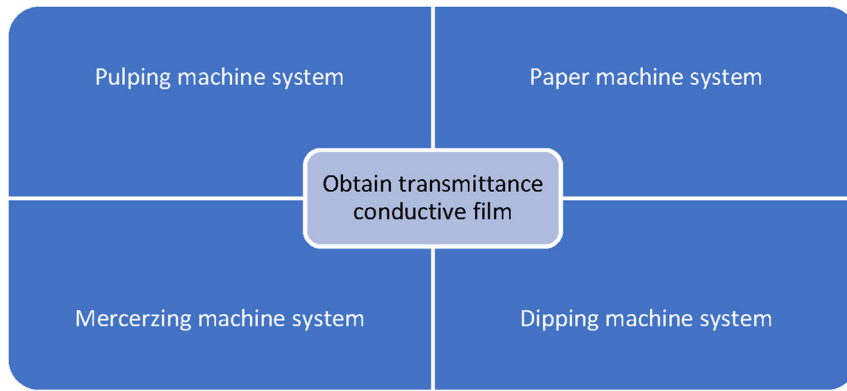 Pulping machine system
Paper machine system
Obtain transmittance
conductive film
Mercerzing machine system
Dipping machine system